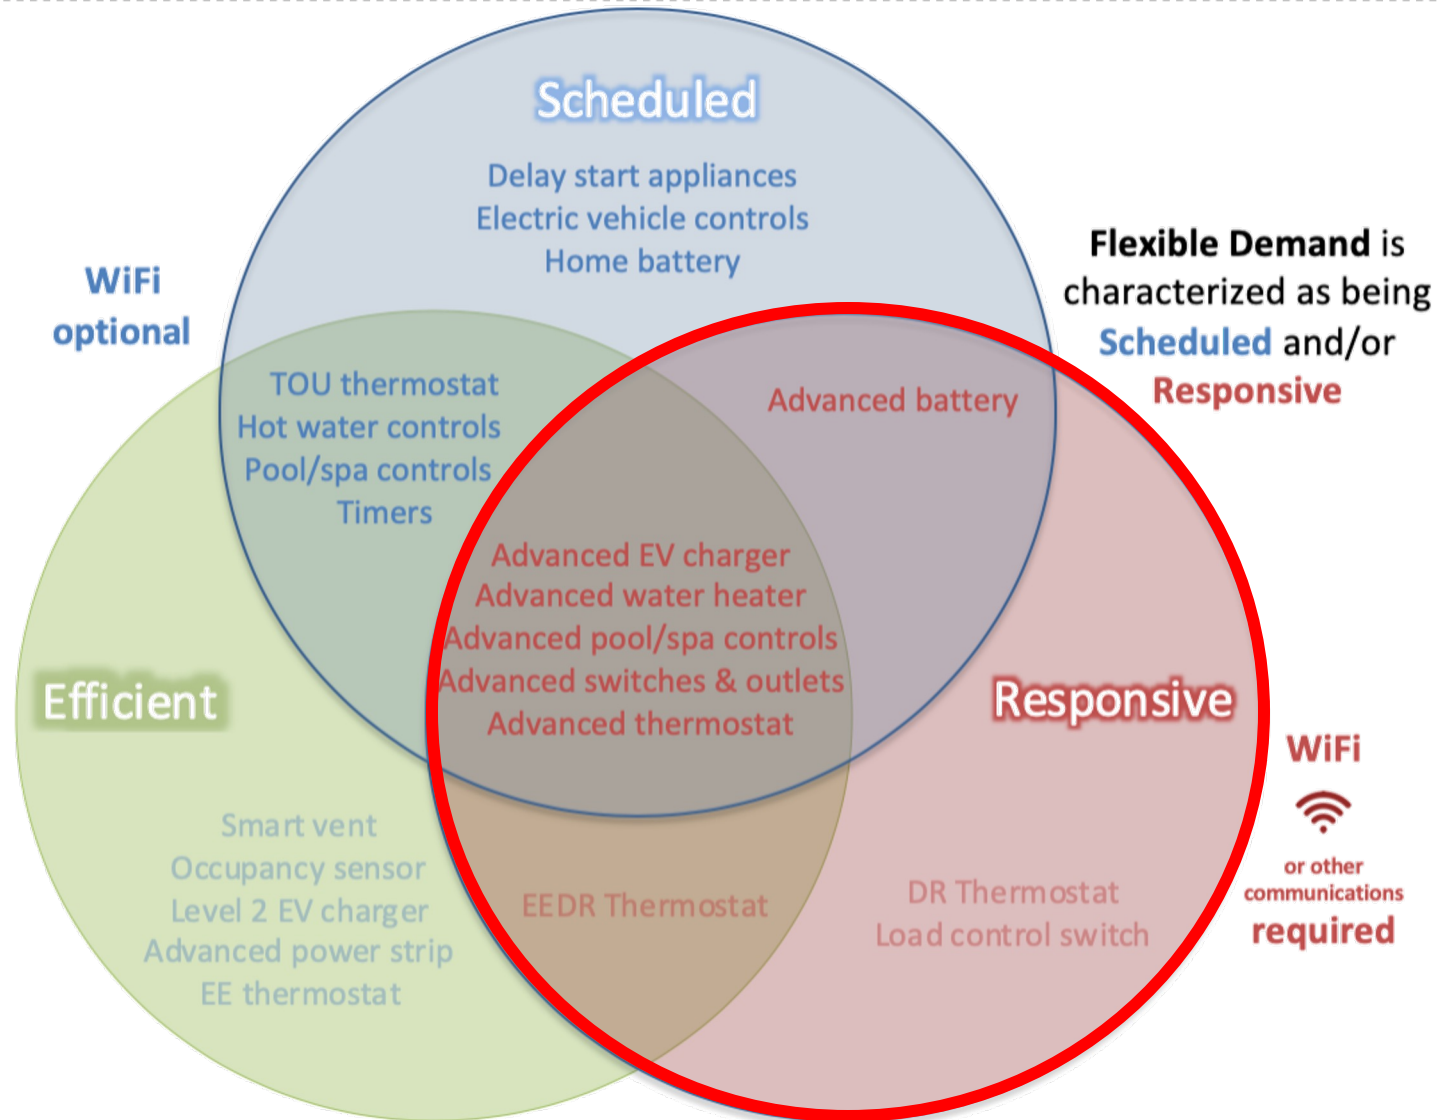 Scheduled
Delay start appliances
Electric vehicle controls
Home battery
WiFi
optional
Flexible Demand is
characterized as being
Scheduled and/or
Responsive
TOU thermostat
Hot water controls
Pool/spa controls
Timers
Advanced battery
Advanced EV charger
Advanced water heater
Advanced pool/spa controls
Advanced switches & outlets
Advanced thermostat
Efficient
Responsive
WiFi
or other
communications
required
Smart vent
Occupancy sensor
Level 2 EV charger
Advanced power strip
EE thermostat
EEDR Thermostat
DR Thermostat
Load control switch